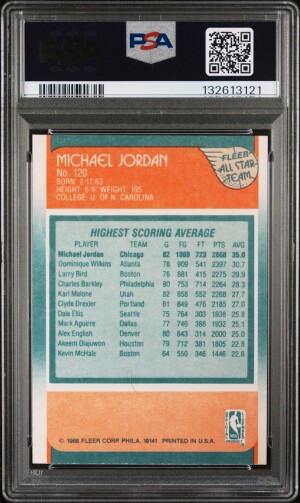 PSA
132613121
MICHAEL JORDAN
No. 120
BORN: 2-17-63
HEIGHT: 6'6" WEIGHT: 195
COLLEGE: U. OF N. CAROLINA
FLEER
ALL STAR
TEAM
HIGHEST SCORING AVERAGE
PLAYER TEAM G FG FT PTS AVG
Michael Jordan Chicago 82 1069 723 2868 35.0
Dominique Wilkins Atlanta 78 909 541 2397 30.7
Larry Bird Boston 76 881 415 2275 29.9
Charles Barkley Philadelphia 80 753 714 2264 28.3
Karl Malone Utah 82 858 552 2268 27.7
Clyde Drexler Portland 81 849 476 2185 27.0
Dale Ellis Seattle 75 764 303 1938 25.8
Mark Aguirre Dallas 77 746 388 1932 25.1
Alex English Denver 80 843 314 2000 25.0
Akeem Olajuwon Houston 79 712 381 1805 22.8
Kevin McHale Boston 64 550 346 1446 22.6
© 1988 FLEER CORP. PHILA. 19141 PRINTED IN U.S.A.
NBA